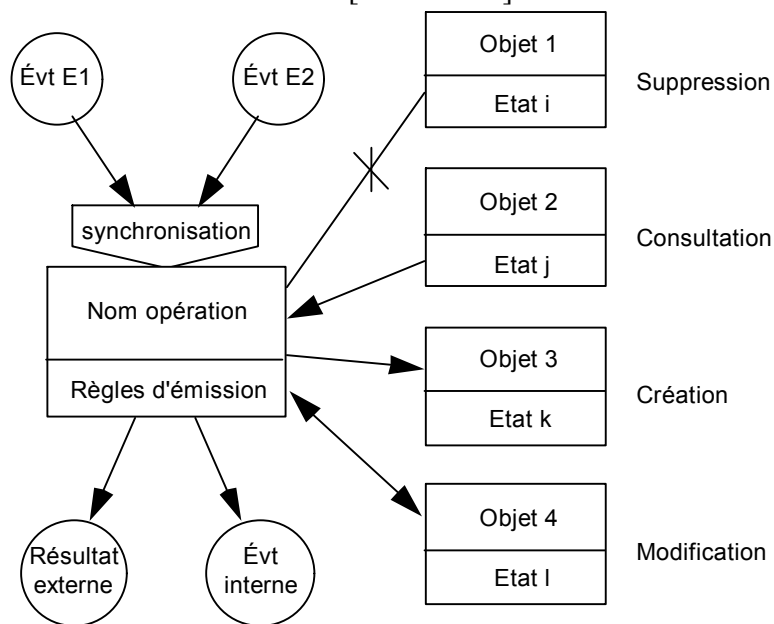 Évt E1
Évt E2
synchronisation
Nom opération
Règles d'émission
Résultat
externe
Évt
interne
Objet 1
Etat i
Suppression
Objet 2
Etat j
Consultation
Objet 3
Etat k
Création
Objet 4
Etat l
Modification